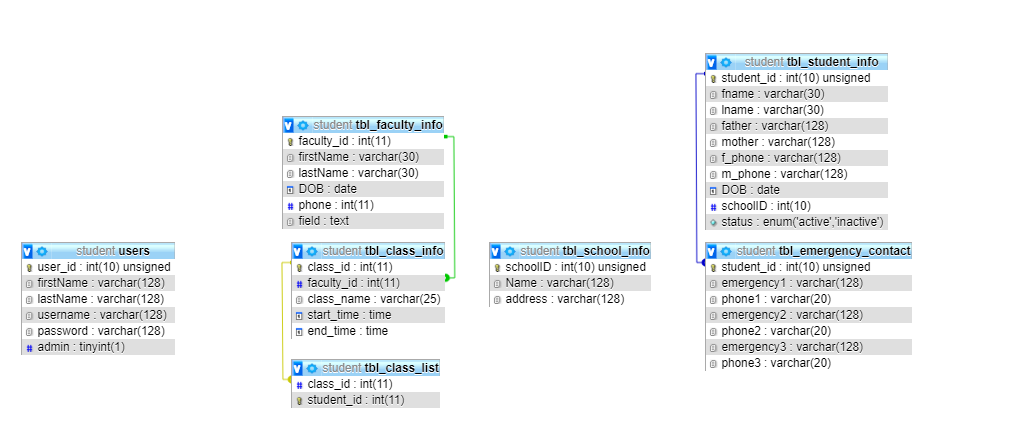 student users
user_id : int(10) unsigned
firstName : varchar(128)
lastName : varchar(128)
username : varchar(128)
password : varchar(128)
admin : tinyint(1)
student tbl_faculty_info
faculty_id : int(11)
firstName : varchar(30)
lastName : varchar(30)
DOB : date
phone : int(11)
field : text
student tbl_class_info
class_id : int(11)
faculty_id : int(11)
class_name : varchar(25)
start_time : time
end_time : time
student tbl_class_list
class_id : int(11)
student_id : int(11)
student tbl_school_info
schoolID : int(10) unsigned
Name : varchar(128)
address : varchar(128)
student tbl_student_info
student_id : int(10) unsigned
fname : varchar(30)
lname : varchar(30)
father : varchar(128)
mother : varchar(128)
f_phone : varchar(128)
m_phone : varchar(128)
DOB : date
schoolID : int(10)
status : enum('active','inactive')
student tbl_emergency_contact
student_id : int(10) unsigned
emergency1 : varchar(128)
phone1 : varchar(20)
emergency2 : varchar(128)
phone2 : varchar(20)
emergency3 : varchar(128)
phone3 : varchar(20)